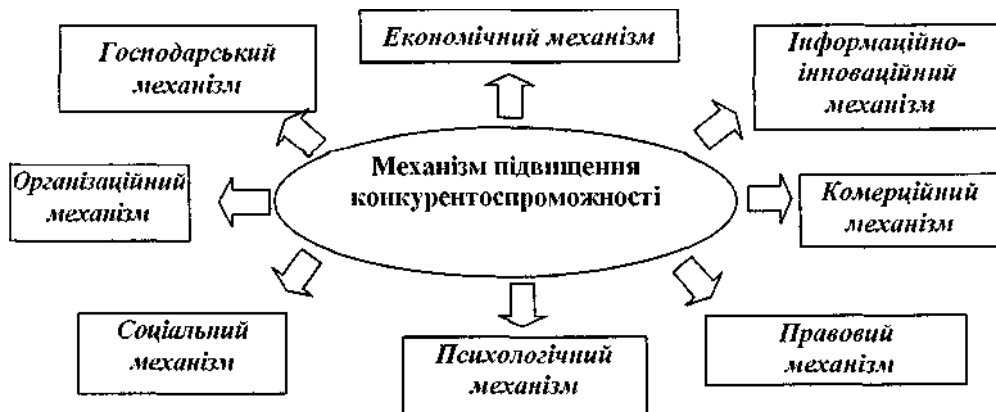 Господарський
механізм
Економічний механізм
Інформаційно-
інноваційний
механізм
Механізм підвищення
конкурентоспроможності
Організаційний
механізм
Комерційний
механізм
Соціальний
механізм
Психологічний
механізм
Правовий
механізм